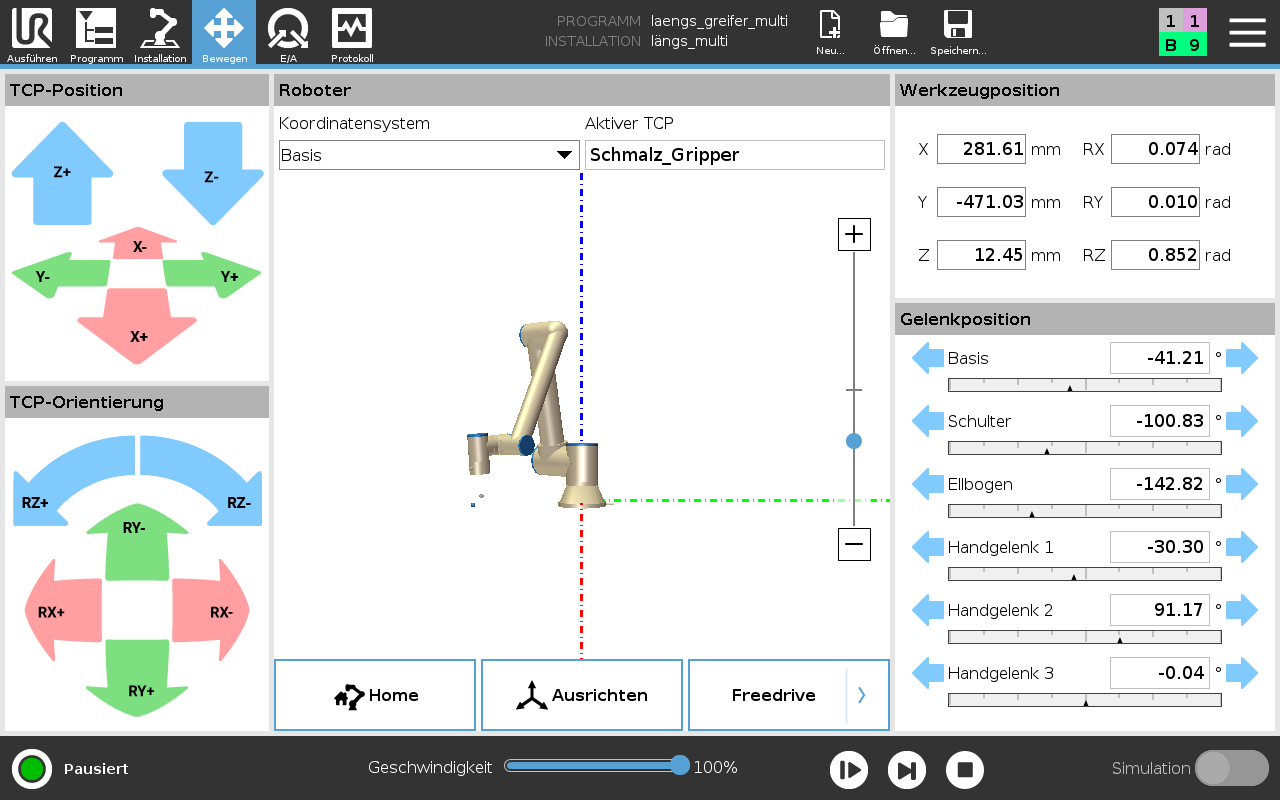 Ausführen
Programm
Installation
Bewegen
E/A
Protokoll
PROGRAMM laengs_greifer_multi
INSTALLATION längs_multi
Neu...
Öffnen...
Speichern...
1 1
B 9
TCP-Position
Z+
Z-
X-
Y-
Y+
X+
TCP-Orientierung
RZ+
RZ-
RY-
RX+
RX-
RY+
Roboter
Koordinatensystem
Aktiver TCP
Basis
Schmalz_Gripper
+
−
Home
Ausrichten
Freedrive
Werkzeugposition
X 281.61 mm RX 0.074 rad
Y -471.03 mm RY 0.010 rad
Z 12.45 mm RZ 0.852 rad
Gelenkposition
Basis -41.21 °
Schulter -100.83 °
Ellbogen -142.82 °
Handgelenk 1 -30.30 °
Handgelenk 2 91.17 °
Handgelenk 3 -0.04 °
Pausiert
Geschwindigkeit 100%
Simulation